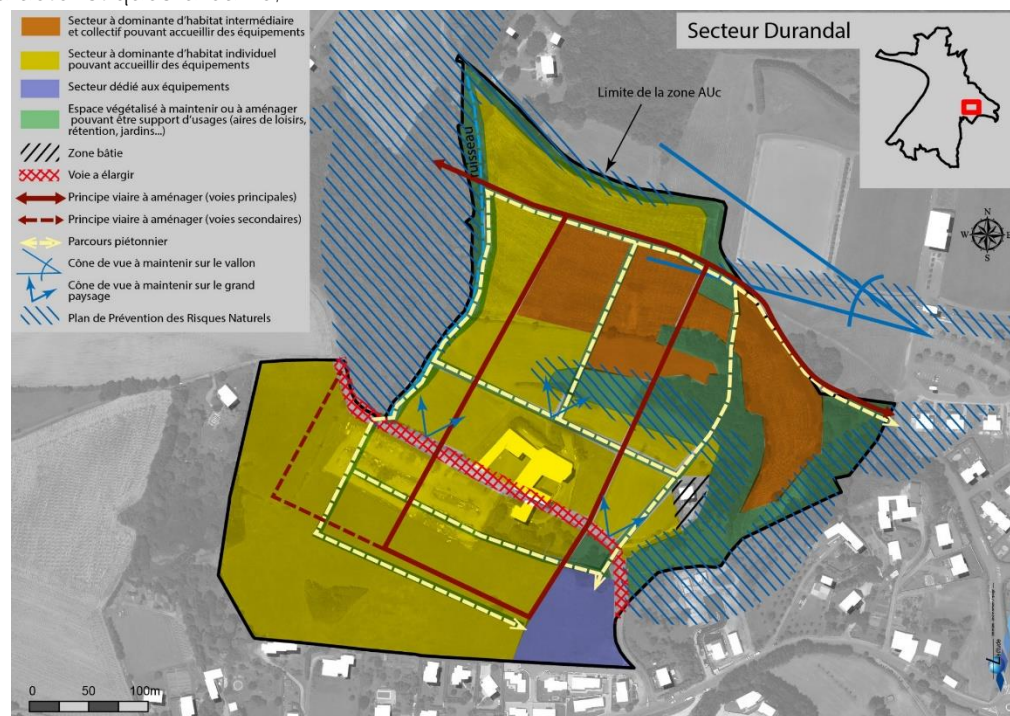 Secteur à dominante d'habitat intermédiaire
et collectif pouvant accueillir des équipements
Secteur à dominante d'habitat individuel
pouvant accueillir des équipements
Secteur dédié aux équipements
Espace végétalisé à maintenir ou à aménager
pouvant être support d'usages (aires de loisirs,
rétention, jardins...)
Zone bâtie
Voie a élargir
Principe viaire à aménager (voies principales)
Principe viaire à aménager (voies secondaires)
Parcours piétonnier
Cône de vue à maintenir sur le vallon
Cône de vue à maintenir sur le grand
paysage
Plan de Prévention des Risques Naturels
Secteur Durandal
Limite de la zone AUc
ruisseau
N
W
E
S
0 50 100m